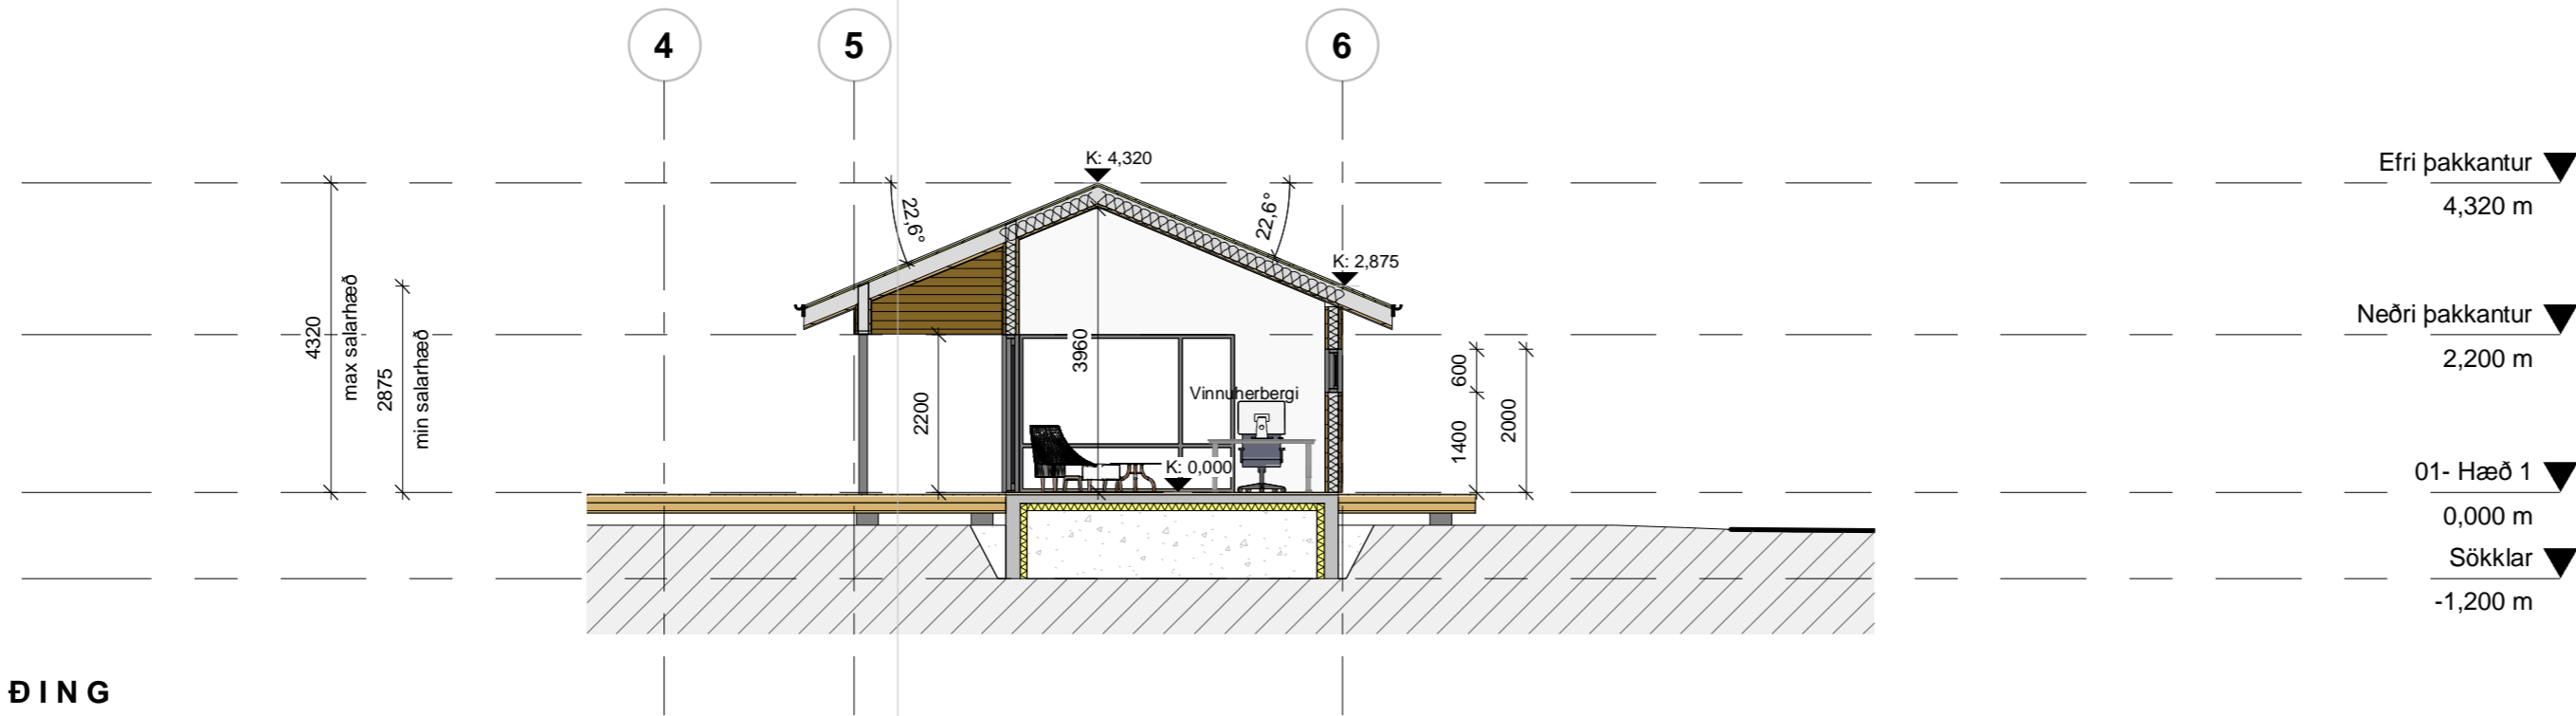 4
5
6
K: 4,320
Efri þakkantur
4,320 m
22,6°
22,6°
K: 2,875
4320
max salarhæð
2875
min salarhæð
Neðri þakkantur
2,200 m
3960
2200
Vinnuherbergi
600
1400
2000
K: 0,000
01- Hæð 1
0,000 m
Sökklar
-1,200 m
ÐING